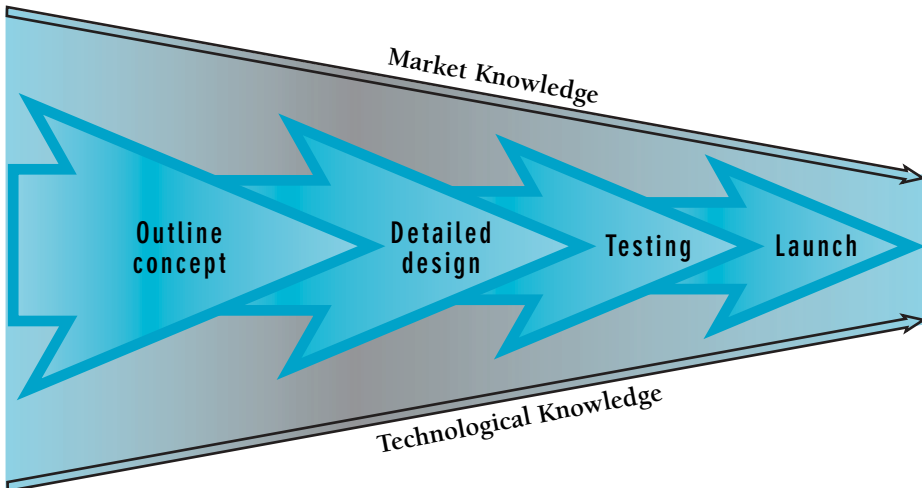 Market Knowledge
Outline
concept
Detailed
design
Testing
Launch
Technological Knowledge